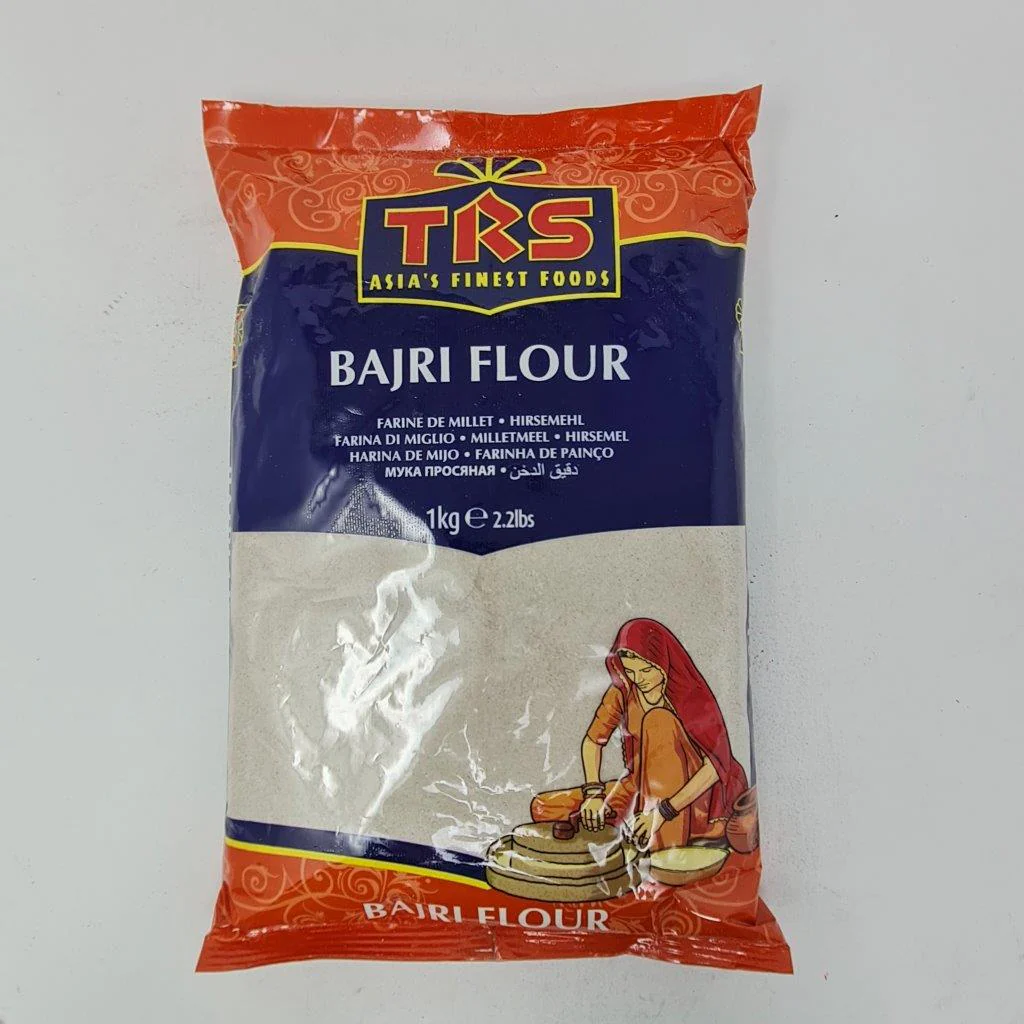 TRS
ASIA'S FINEST FOODS
BAJRI FLOUR
FARINE DE MILLET • HIRSEMEHL
FARINA DI MIGLIO • MILLETMEEL • HIRSEMEL
HARINA DE MIJO • FARINHA DE PAINÇO
МУКА ПРОСЯНАЯ • دقيق الدخن
1kg ℮ 2.2lbs
BAJRI FLOUR